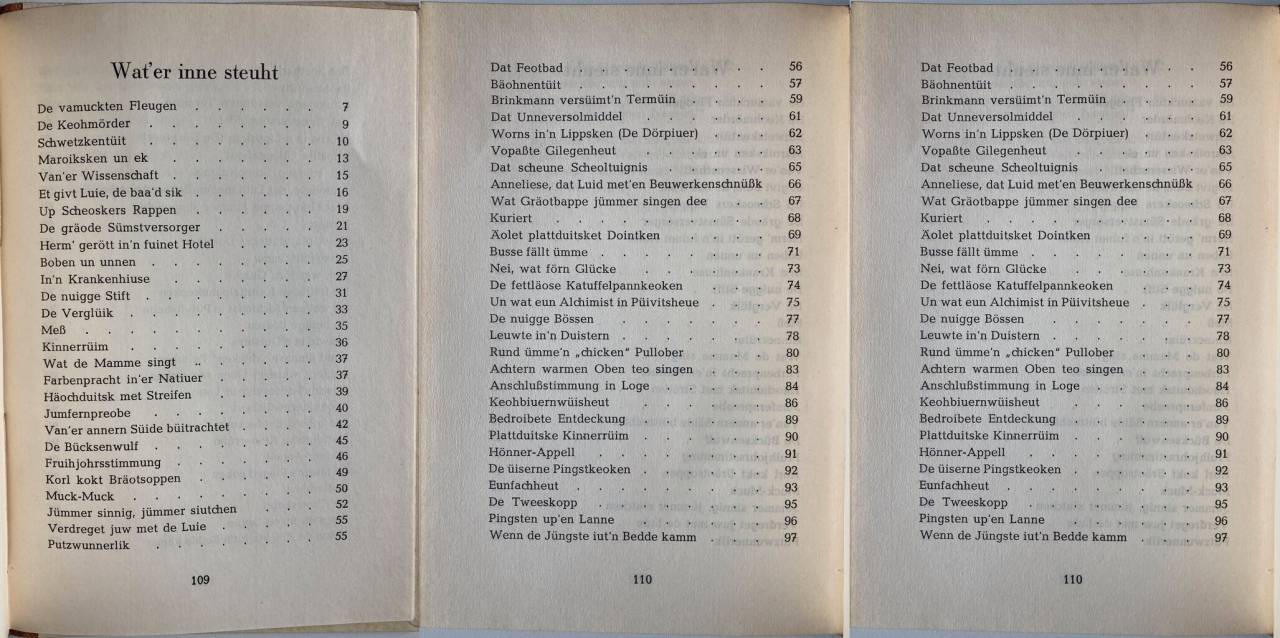 Wat'er inne steuht
De vamuckten Fleugen . . . . . . 7
De Keohmörder . . . . . . . 9
Schwetzkentüit . . . . . . . 10
Maroiksken un ek . . . . . . 13
Van'er Wissenschaft . . . . . . 15
Et givt Luie, de baa'd sik . . . . . 16
Up Scheoskers Rappen . . . . . 19
De gräode Sümstversorger . . . . 21
Herm' gerött in'n fuinet Hotel . . . . 23
Boben un unnen . . . . . . . 25
In'n Krankenhiuse . . . . . . 27
De nuigge Stift . . . . . . . 31
De Verglüik . . . . . . . . 33
Meß . . . . . . . . . . 35
Kinnerrüim . . . . . . . . 36
Wat de Mamme singt . . . . . . 37
Farbenpracht in'er Natiuer . . . . 37
Häochduitsk met Streifen . . . . . 39
Jumfernpreobe . . . . . . . 40
Van'er annern Süide büitrachtet . . . . 42
De Bücksenwulf . . . . . . . 45
Fruihjohrsstimmung . . . . . . 46
Korl kokt Bräotsoppen . . . . . 49
Muck-Muck . . . . . . . . 50
Jümmer sinnig, jümmer siutchen . . . 52
Verdreget juw met de Luie . . . . 55
Putzwunnerlik . . . . . . . 55
109
Dat Feotbad . . . . . . . . 56
Bäohnentüit . . . . . . . . 57
Brinkmann versüimt'n Termüin . . . . 59
Dat Unneversolmiddel . . . . . . 61
Worns in'n Lippsken (De Dörpiuer) . . . 62
Vopaßte Gilegenheut . . . . . . 63
Dat scheune Scheoltuignis . . . . . 65
Anneliese, dat Luid met'en Beuwerkenschnüßk 66
Wat Gräotbappe jümmer singen dee . . . 67
Kuriert . . . . . . . . . 68
Äolet plattduitsket Dointken . . . . 69
Busse fällt ümme . . . . . . . 71
Nei, wat förn Glücke . . . . . . 73
De fettläose Katuffelpannkeoken . . . . 74
Un wat eun Alchimist in Püivitsheue . . . 75
De nuigge Bössen . . . . . . . 77
Leuwte in'n Duistern . . . . . . 78
Rund ümme'n „chicken“ Pullober . . . . 80
Achtern warmen Oben teo singen . . . . 83
Anschlußstimmung in Loge . . . . . 84
Keohbiuernwüisheut . . . . . . 86
Bedroibete Entdeckung . . . . . 89
Plattduitske Kinnerrüim . . . . . 90
Hönner-Appell . . . . . . . 91
De üiserne Pingstkeoken . . . . . 92
Eunfachheut . . . . . . . . 93
De Tweeskopp . . . . . . . 95
Pingsten up'en Lanne . . . . . . 96
Wenn de Jüngste iut'n Bedde kamm . . . 97
110
Dat Feotbad . . . . . . . . 56
Bäohnentüit . . . . . . . . 57
Brinkmann versüimt'n Termüin . . . . 59
Dat Unneversolmiddel . . . . . . 61
Worns in'n Lippsken (De Dörpiuer) . . . 62
Vopaßte Gilegenheut . . . . . . 63
Dat scheune Scheoltuignis . . . . . 65
Anneliese, dat Luid met'en Beuwerkenschnüßk 66
Wat Gräotbappe jümmer singen dee . . . 67
Kuriert . . . . . . . . . 68
Äolet plattduitsket Dointken . . . . 69
Busse fällt ümme . . . . . . . 71
Nei, wat förn Glücke . . . . . . 73
De fettläose Katuffelpannkeoken . . . . 74
Un wat eun Alchimist in Püivitsheue . . . 75
De nuigge Bössen . . . . . . . 77
Leuwte in'n Duistern . . . . . . 78
Rund ümme'n „chicken“ Pullober . . . . 80
Achtern warmen Oben teo singen . . . . 83
Anschlußstimmung in Loge . . . . . 84
Keohbiuernwüisheut . . . . . . 86
Bedroibete Entdeckung . . . . . 89
Plattduitske Kinnerrüim . . . . . 90
Hönner-Appell . . . . . . . 91
De üiserne Pingstkeoken . . . . . 92
Eunfachheut . . . . . . . . 93
De Tweeskopp . . . . . . . 95
Pingsten up'en Lanne . . . . . . 96
Wenn de Jüngste iut'n Bedde kamm . . . 97
110